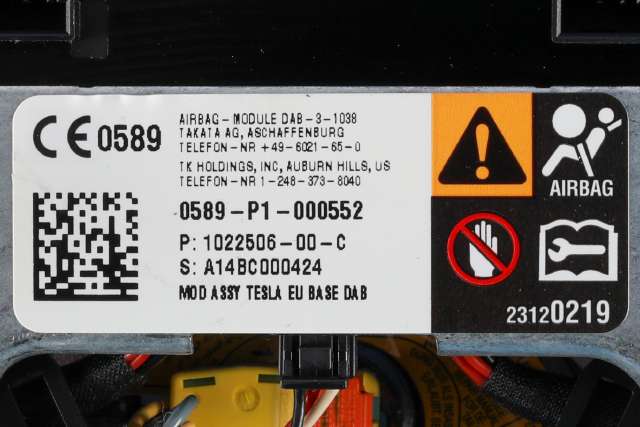 CE 0589
AIRBAG - MODULE DAB - 3 - 1038
TAKATA AG, ASCHAFFENBURG
TELEFON - NR + 49 - 6021 - 65 - 0
TK HOLDINGS, INC, AUBURN HILLS, US
TELEFON - NR 1 - 248 - 373 - 8040
0589 - P1 - 000552
P: 1022506 - 00 - C
S: A14BC000424
MOD ASSY TESLA EU BASE DAB
AIRBAG
23120219